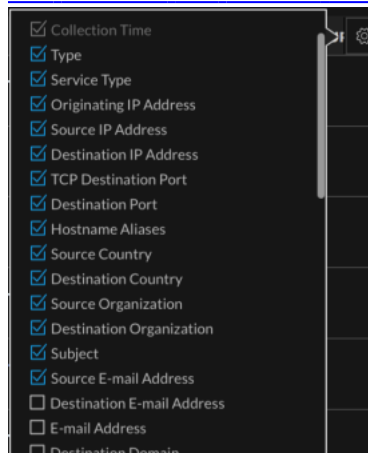 Collection Time
Type
Service Type
Originating IP Address
Source IP Address
Destination IP Address
TCP Destination Port
Destination Port
Hostname Aliases
Source Country
Destination Country
Source Organization
Destination Organization
Subject
Source E-mail Address
Destination E-mail Address
E-mail Address
Destination Domain